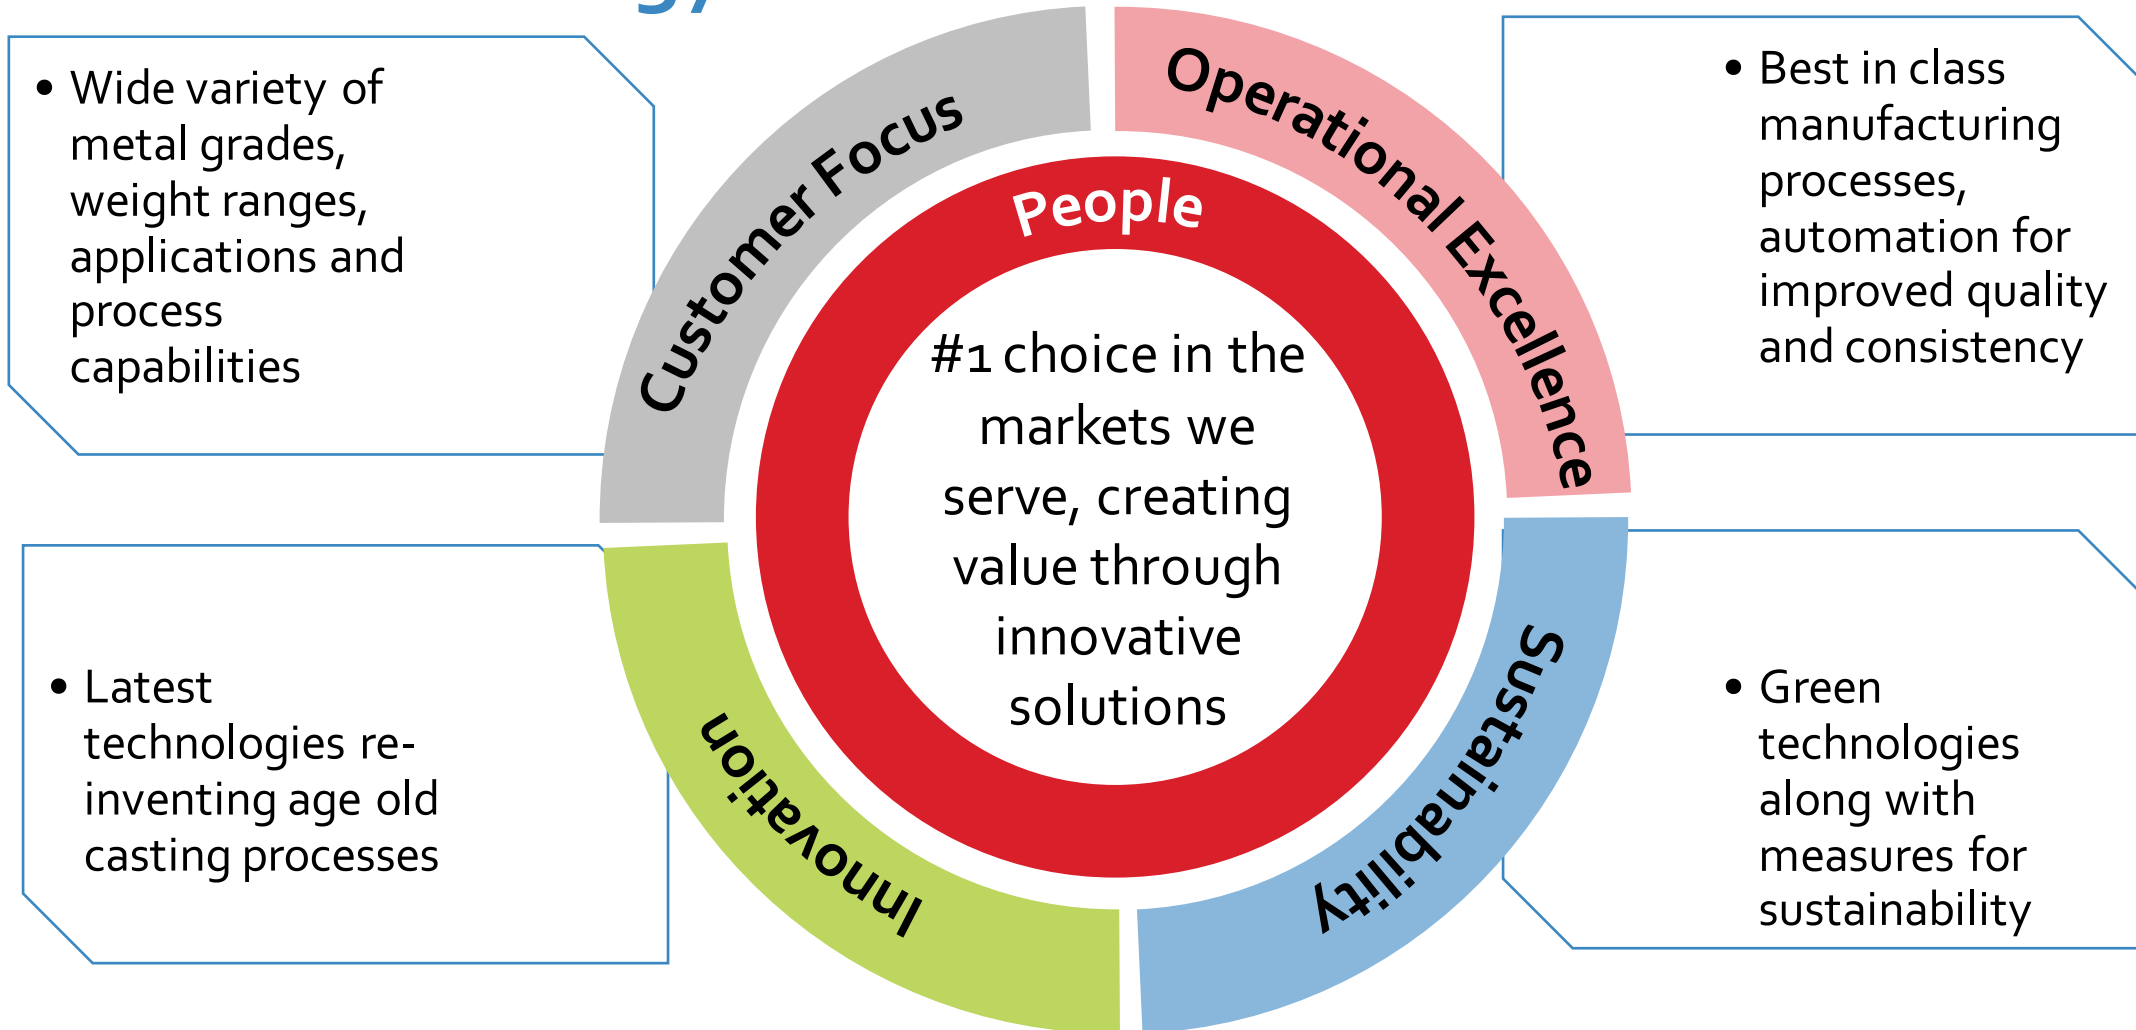 • Wide variety of
metal grades,
weight ranges,
applications and
process
capabilities
Customer Focus
Operational Excellence
• Best in class
manufacturing
processes,
automation for
improved quality
and consistency
People
#1 choice in the
markets we
serve, creating
value through
innovative
solutions
• Latest
technologies re-
inventing age old
casting processes
Innovation
Sustainability
• Green
technologies
along with
measures for
sustainability